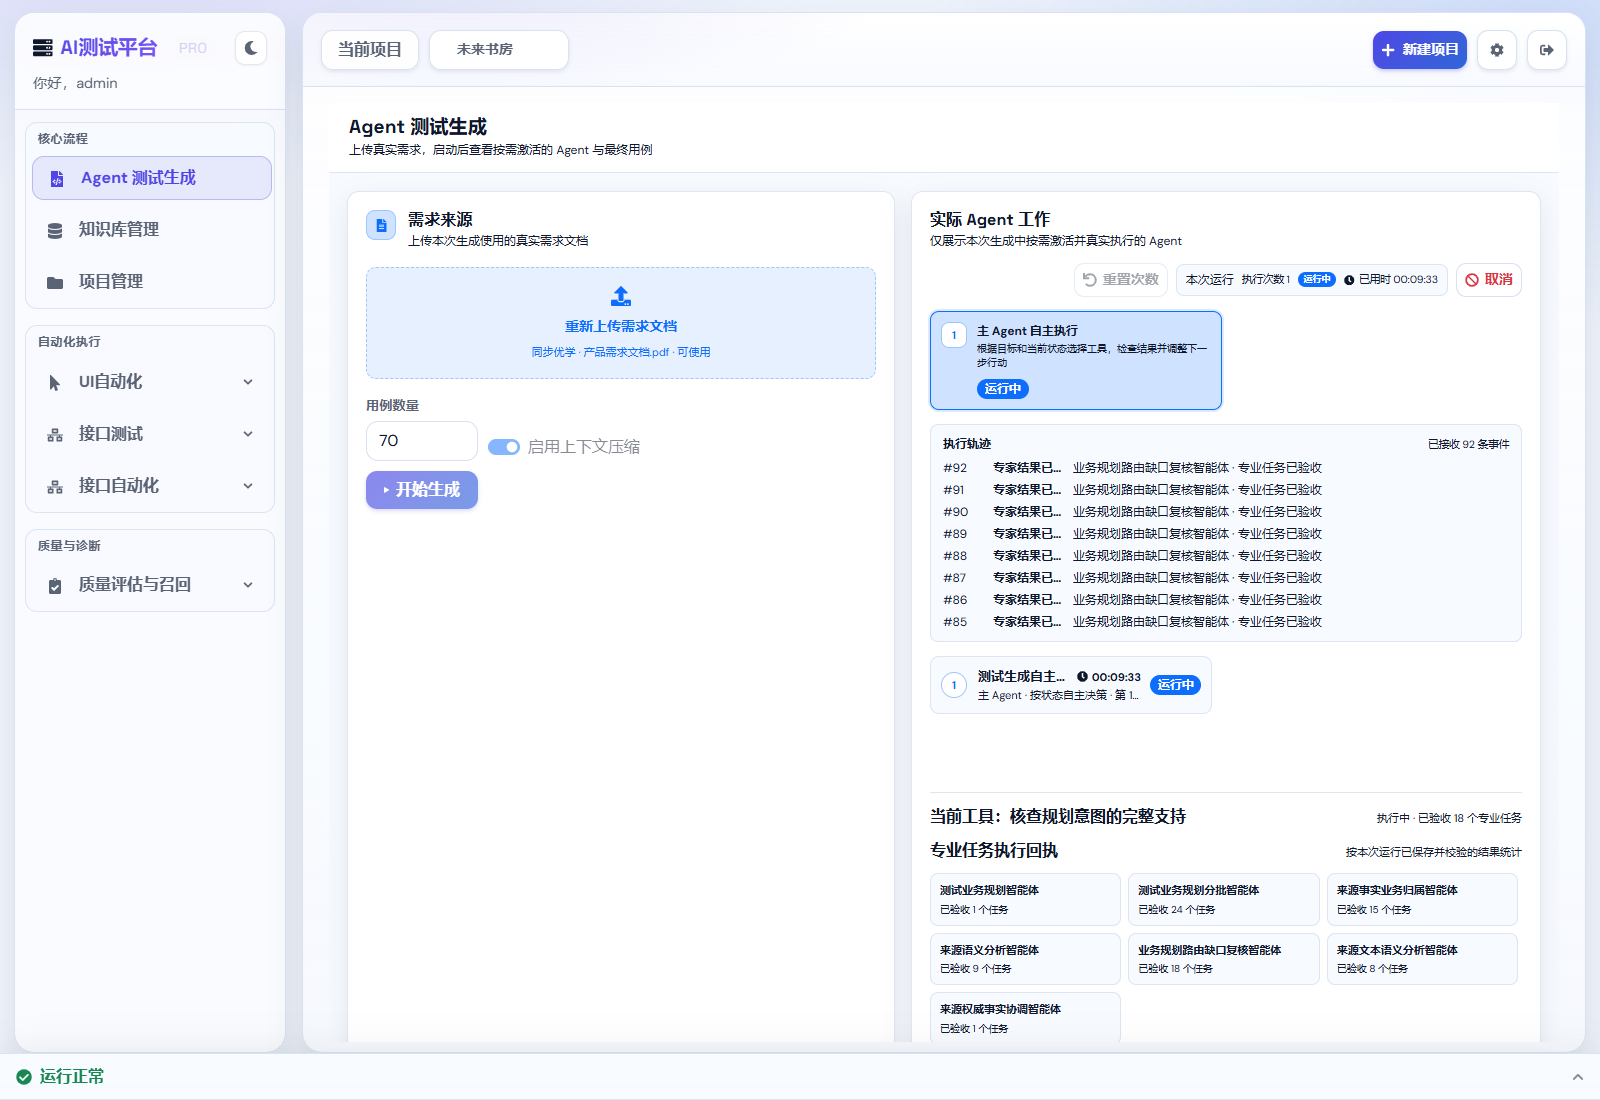 AI测试平台 PRO
你好，admin
核心流程
Agent 测试生成
知识库管理
项目管理
自动化执行
UI自动化
接口测试
接口自动化
质量与诊断
质量评估与召回
当前项目 未来书房
新建项目
Agent 测试生成
上传真实需求，启动后查看按需激活的 Agent 与最终用例
需求来源
上传本次生成使用的真实需求文档
重新上传需求文档
同步优学 · 产品需求文档.pdf · 可使用
用例数量
70
启用上下文压缩
开始生成
实际 Agent 工作
仅展示本次生成中按需激活并真实执行的 Agent
重置次数 本次运行 执行次数 1 运行中 已用时 00:09:33 取消
1 主 Agent 自主执行
根据目标和当前状态选择工具，检查结果并调整下一
步行动
运行中
执行轨迹 已接收 92 条事件
#92 专家结果已... 业务规划路由缺口复核智能体 · 专业任务已验收
#91 专家结果已... 业务规划路由缺口复核智能体 · 专业任务已验收
#90 专家结果已... 业务规划路由缺口复核智能体 · 专业任务已验收
#89 专家结果已... 业务规划路由缺口复核智能体 · 专业任务已验收
#88 专家结果已... 业务规划路由缺口复核智能体 · 专业任务已验收
#87 专家结果已... 业务规划路由缺口复核智能体 · 专业任务已验收
#86 专家结果已... 业务规划路由缺口复核智能体 · 专业任务已验收
#85 专家结果已... 业务规划路由缺口复核智能体 · 专业任务已验收
1 测试生成自主... 00:09:33 运行中
主 Agent · 按状态自主决策 · 第 1...
当前工具：核查规划意图的完整支持 执行中 · 已验收 18 个专业任务
专业任务执行回执 按本次运行已保存并校验的结果统计
测试业务规划智能体 测试业务规划分批智能体 来源事实业务归属智能体
已验收 1 个任务 已验收 24 个任务 已验收 15 个任务
来源语义分析智能体 业务规划路由缺口复核智能体 来源文本语义分析智能体
已验收 9 个任务 已验收 18 个任务 已验收 8 个任务
来源权威事实协调智能体
已验收 1 个任务
运行正常